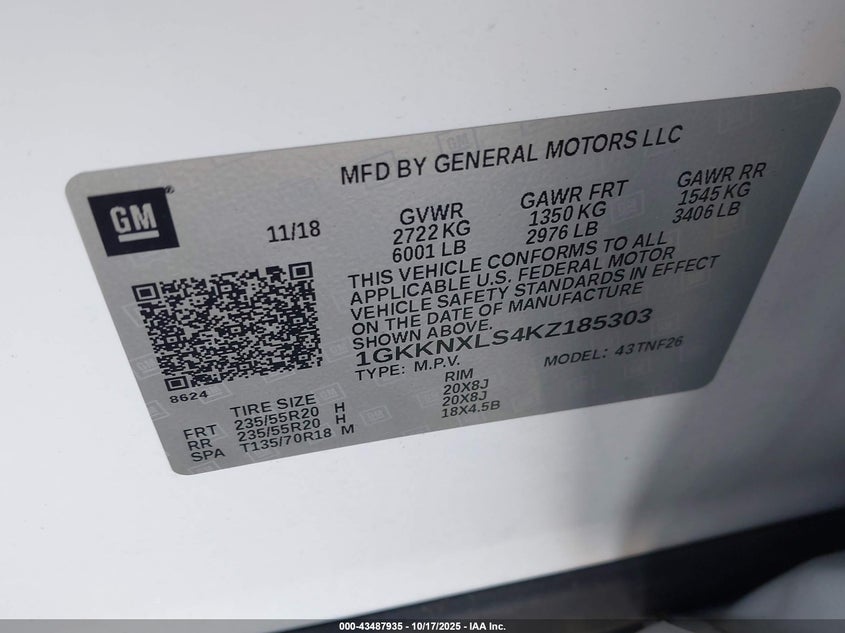 MFD BY GENERAL MOTORS LLC
GM
®
11/18
GVWR
2722 KG
6001 LB
GAWR FRT
1350 KG
2976 LB
GAWR RR
1545 KG
3406 LB
THIS VEHICLE CONFORMS TO ALL
APPLICABLE U.S. FEDERAL MOTOR
VEHICLE SAFETY STANDARDS IN EFFECT
ON THE DATE OF MANUFACTURE
SHOWN ABOVE.
1GKKNXLS4KZ185303
TYPE: M.P.V.
MODEL: 43TNF26
8624
TIRE SIZE
RIM
FRT 235/55R20 H 20X8J
RR 235/55R20 H 20X8J
SPA T135/70R18 M 18X4.5B
000-43487935 - 10/17/2025 - IAA Inc.